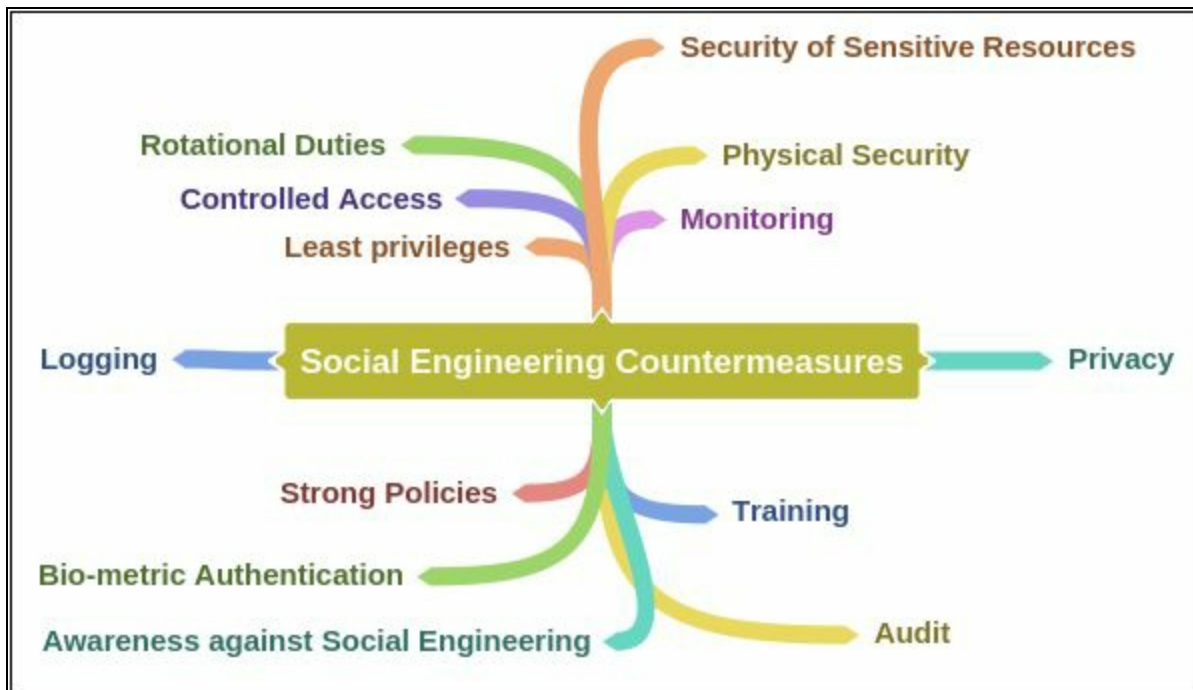 Security of Sensitive Resources
Rotational Duties
Physical Security
Controlled Access
Monitoring
Least privileges
Logging
Social Engineering Countermeasures
Privacy
Strong Policies
Training
Bio-metric Authentication
Awareness against Social Engineering
Audit